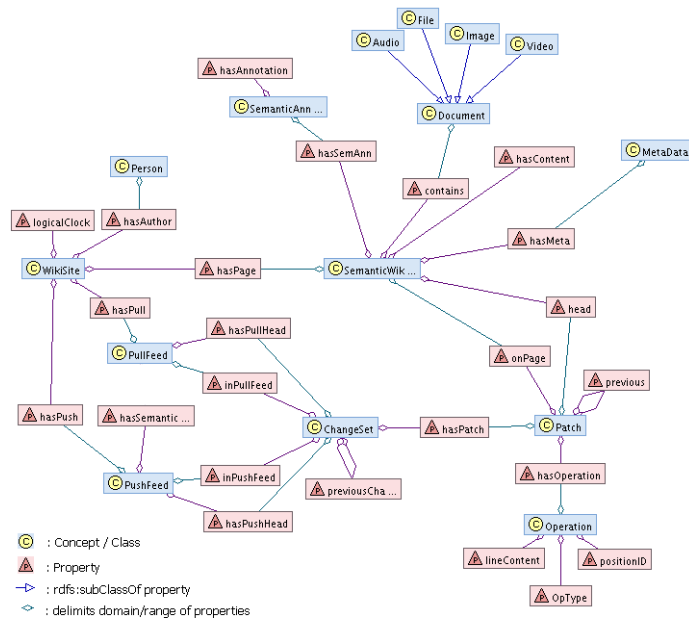 C File
C Audio
C Image
C Video
P hasAnnotation
C SemanticAnn ...
C Document
P hasSemAnn
P hasContent
C MetaData
C Person
P contains
P logicalClock
P hasAuthor
P hasMeta
C WikiSite
P hasPage
C SemanticWik ...
P hasPull
P head
P hasPullHead
C PullFeed
P onPage
P inPullFeed
P previous
P hasPush
P hasSemantic ...
C ChangeSet
P hasPatch
C Patch
P inPushFeed
C PushFeed
P previousCha ...
P hasOperation
P hasPushHead
C Operation
P lineContent
P positionID
P OpType
C : Concept / Class
P : Property
: rdfs:subClassOf property
: delimits domain/range of properties